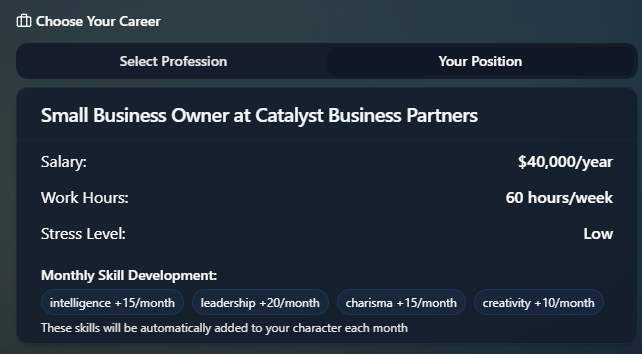 Choose Your Career
Select Profession Your Position
Small Business Owner at Catalyst Business Partners
Salary: $40,000/year
Work Hours: 60 hours/week
Stress Level: Low
Monthly Skill Development:
intelligence +15/month leadership +20/month charisma +15/month creativity +10/month
These skills will be automatically added to your character each month